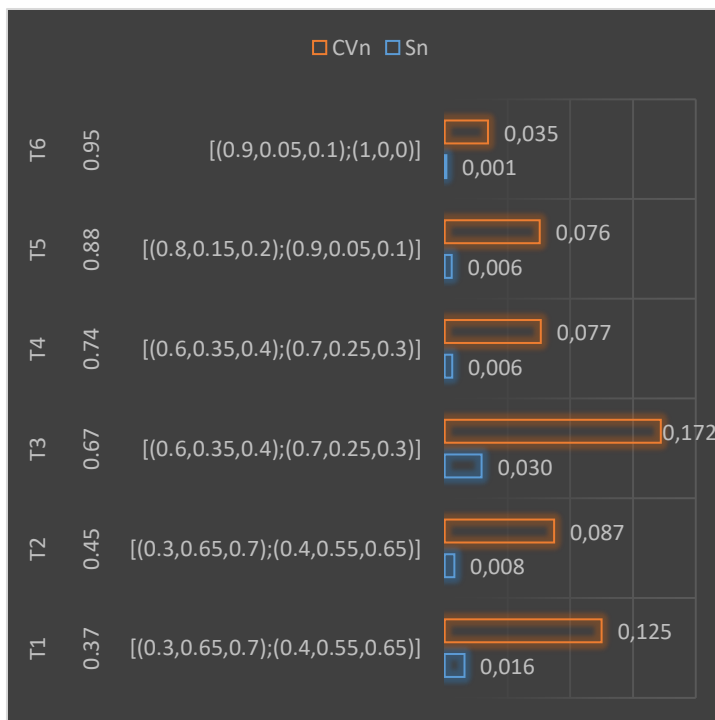 CVn Sn
T6 0.95 [(0.9,0.05,0.1);(1,0,0)] 0,035
0,001
T5 0.88 [(0.8,0.15,0.2);(0.9,0.05,0.1)] 0,076
0,006
T4 0.74 [(0.6,0.35,0.4);(0.7,0.25,0.3)] 0,077
0,006
T3 0.67 [(0.6,0.35,0.4);(0.7,0.25,0.3)] 0,172
0,030
T2 0.45 [(0.3,0.65,0.7);(0.4,0.55,0.65)] 0,087
0,008
T1 0.37 [(0.3,0.65,0.7);(0.4,0.55,0.65)] 0,125
0,016